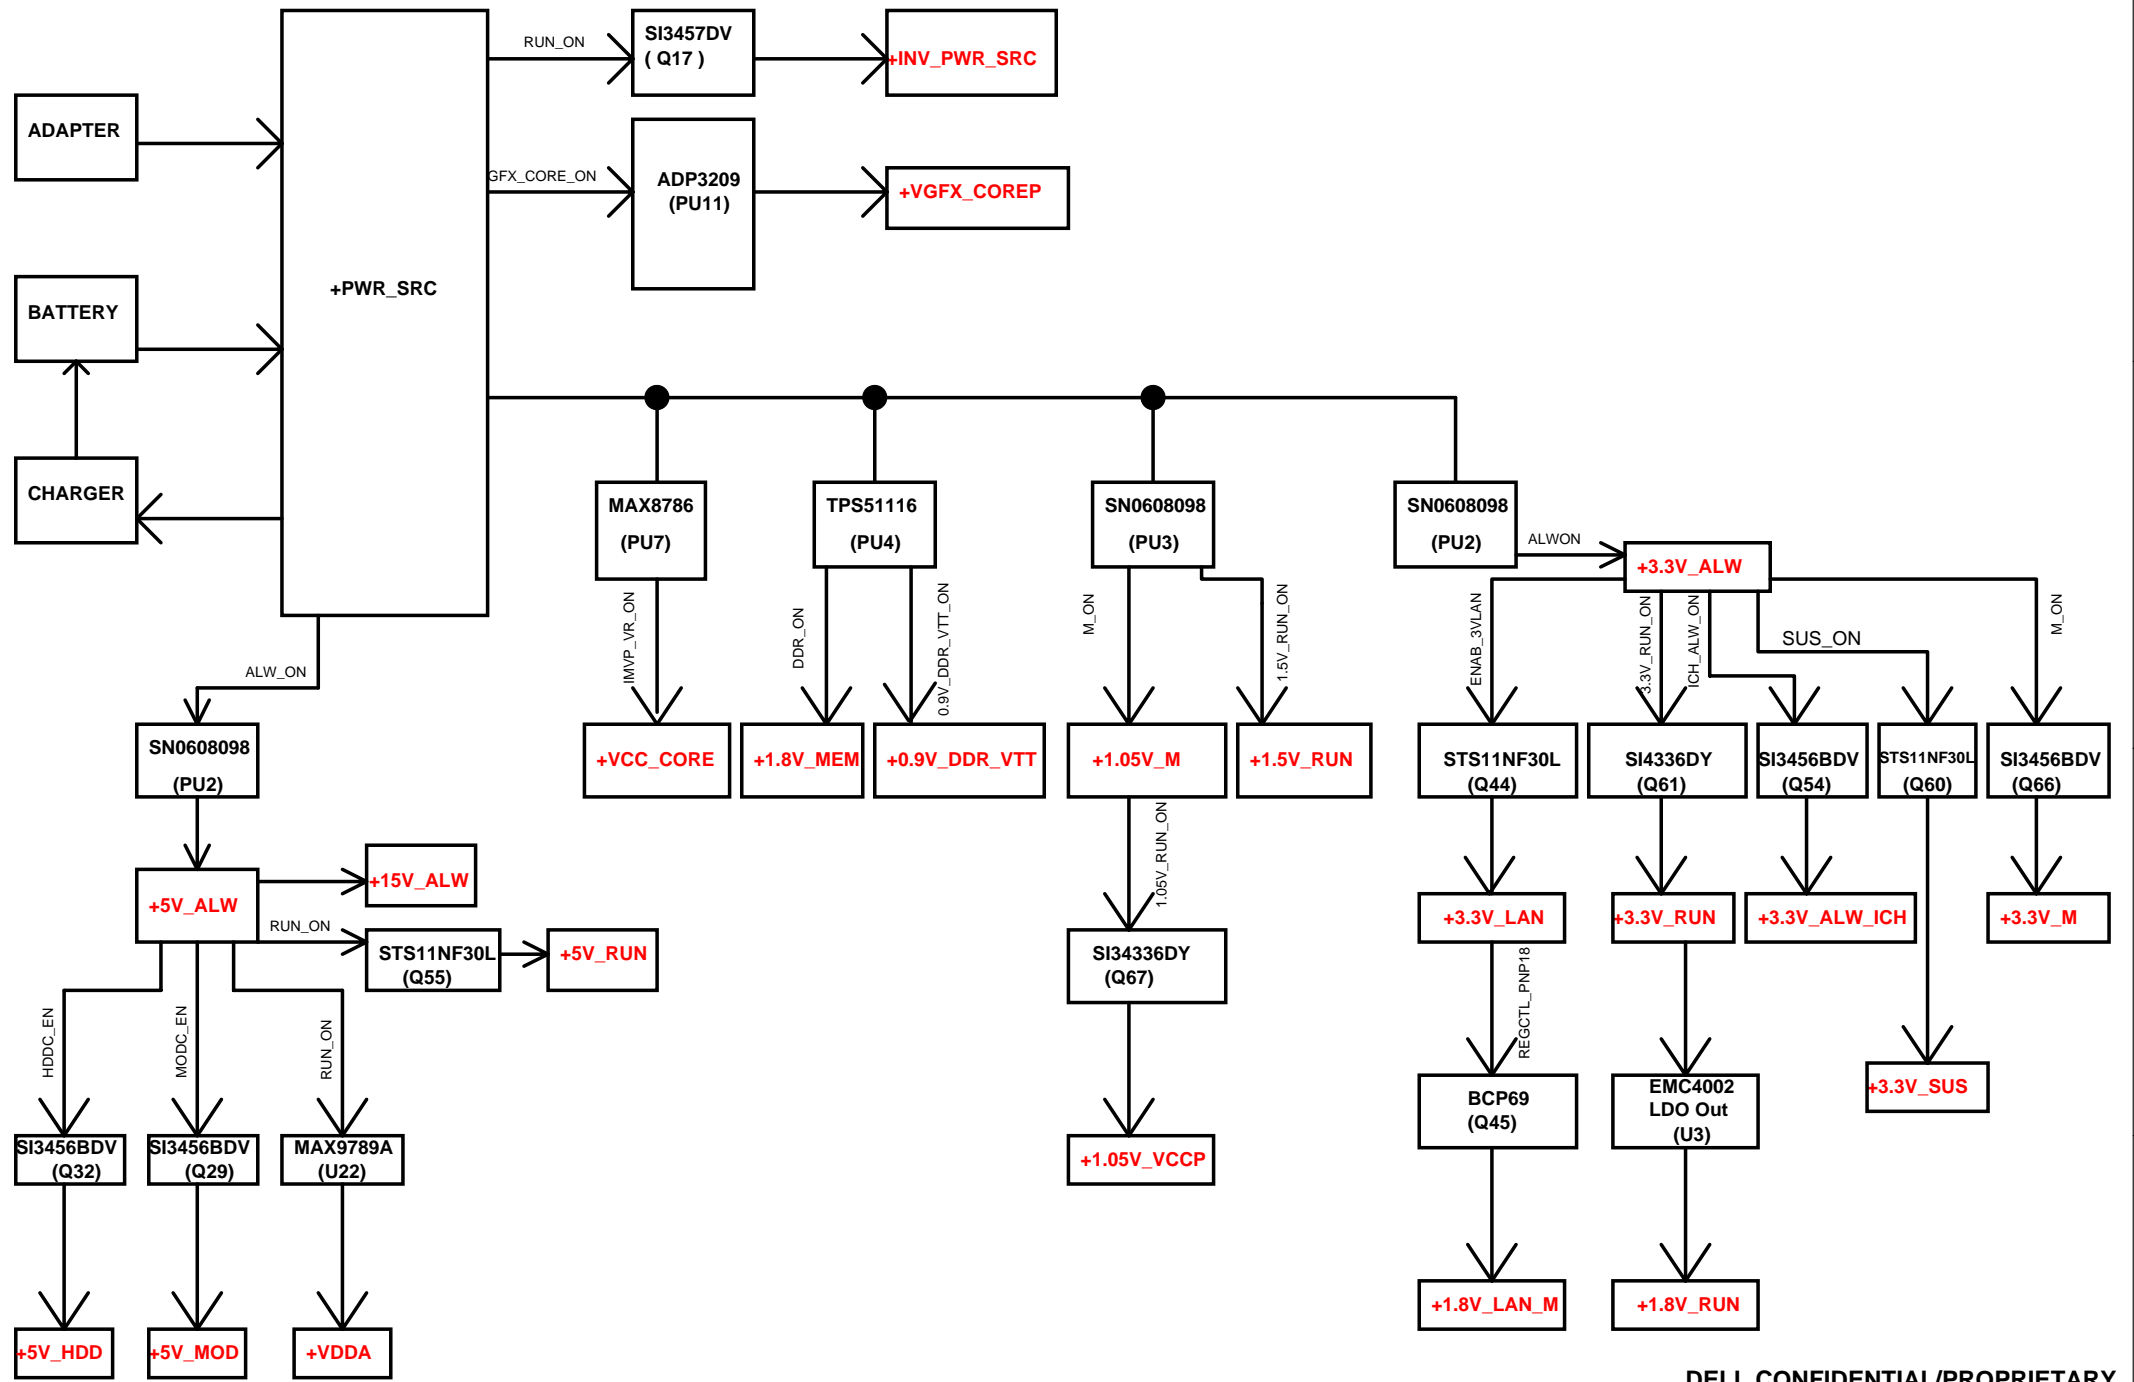 RUN_ON
SI3457DV
( Q17 )
+INV_PWR_SRC
ADAPTER
GFX_CORE_ON
ADP3209
(PU11)
+VGFX_COREP
+PWR_SRC
BATTERY
CHARGER
MAX8786
(PU7)
TPS51116
(PU4)
SN0608098
(PU3)
SN0608098
(PU2)
ALWON
+3.3V_ALW
IMVP_VR_ON
DDR_ON
0.9V_DDR_VTT_ON
M_ON
1.5V_RUN_ON
ENAB_3VLAN
3.3V_RUN_ON
ICH_ALW_ON
SUS_ON
M_ON
ALW_ON
SN0608098
(PU2)
+VCC_CORE
+1.8V_MEM
+0.9V_DDR_VTT
+1.05V_M
+1.5V_RUN
STS11NF30L
(Q44)
SI4336DY
(Q61)
SI3456BDV
(Q54)
STS11NF30L
(Q60)
SI3456BDV
(Q66)
1.05V_RUN_ON
+15V_ALW
+5V_ALW
RUN_ON
STS11NF30L
(Q55)
+5V_RUN
SI34336DY
(Q67)
+3.3V_LAN
+3.3V_RUN
+3.3V_ALW_ICH
+3.3V_M
REGCTL_PNP18
HDDC_EN
MODC_EN
RUN_ON
BCP69
(Q45)
EMC4002
LDO Out
(U3)
+3.3V_SUS
SI3456BDV
(Q32)
SI3456BDV
(Q29)
MAX9789A
(U22)
+1.05V_VCCP
+1.8V_LAN_M
+1.8V_RUN
+5V_HDD
+5V_MOD
+VDDA
DELL CONFIDENTIAL/PROPRIETARY